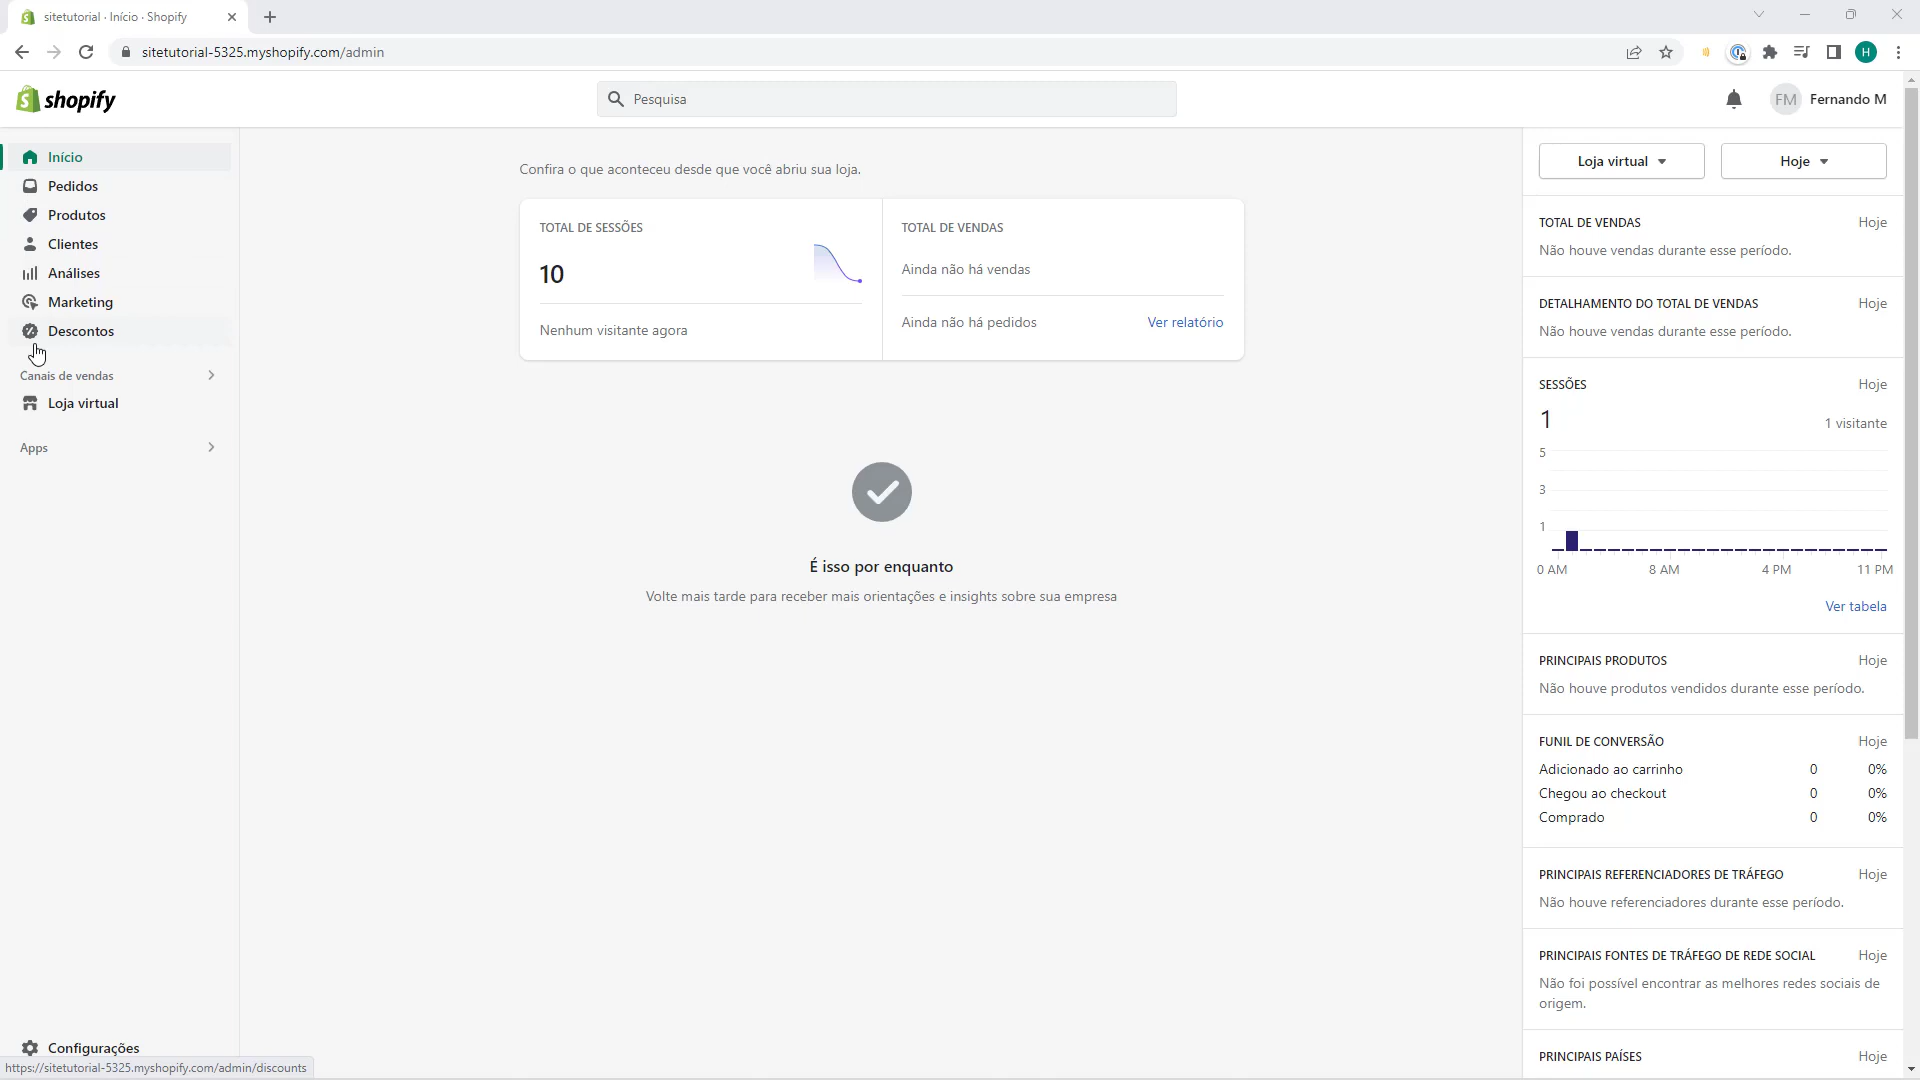 sitetutorial · Início · Shopify
sitetutorial-5325.myshopify.com/admin
H
shopify
Pesquisa
FM
Fernando M
Início
Pedidos
Produtos
Clientes
Análises
Marketing
Descontos
Canais de vendas
Loja virtual
Apps
Configurações
https://sitetutorial-5325.myshopify.com/admin/discounts
Confira o que aconteceu desde que você abriu sua loja.
TOTAL DE SESSÕES
10
Nenhum visitante agora
TOTAL DE VENDAS
Ainda não há vendas
Ainda não há pedidos Ver relatório
É isso por enquanto
Volte mais tarde para receber mais orientações e insights sobre sua empresa
Loja virtual Hoje
TOTAL DE VENDAS Hoje
Não houve vendas durante esse período.
DETALHAMENTO DO TOTAL DE VENDAS Hoje
Não houve vendas durante esse período.
SESSÕES Hoje
1 1 visitante
5
3
1
0 AM 8 AM 4 PM 11 PM
Ver tabela
PRINCIPAIS PRODUTOS Hoje
Não houve produtos vendidos durante esse período.
FUNIL DE CONVERSÃO Hoje
Adicionado ao carrinho 0 0%
Chegou ao checkout 0 0%
Comprado 0 0%
PRINCIPAIS REFERENCIADORES DE TRÁFEGO Hoje
Não houve referenciadores durante esse período.
PRINCIPAIS FONTES DE TRÁFEGO DE REDE SOCIAL Hoje
Não foi possível encontrar as melhores redes sociais de
origem.
PRINCIPAIS PAÍSES Hoje